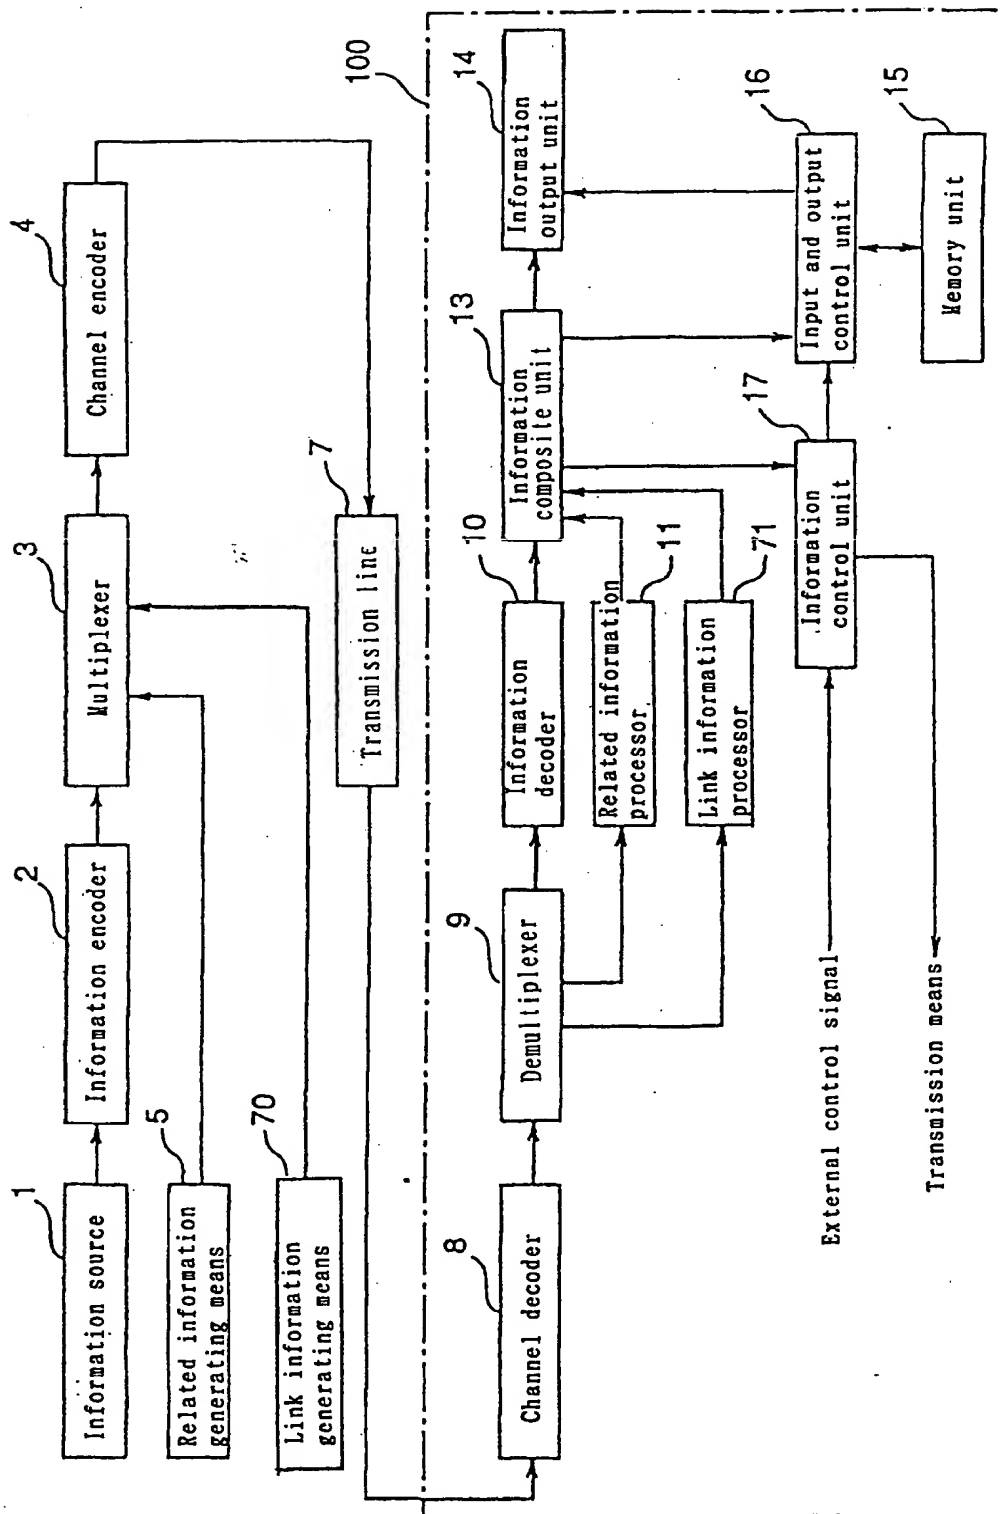 1
Information source
2
Information encoder
3
Multiplexer
4
Channel encoder
5
Related information
generating means
70
Link information
generating means
7
Transmission line
100
8
Channel decoder
9
Demultiplexer
10
Information
decoder
13
Information
composite unit
14
Information
output unit
Related information
processor
11
Link information
processor
71
External control signal
Information
control unit
17
Input and output
control unit
16
Memory unit
15
Transmission means